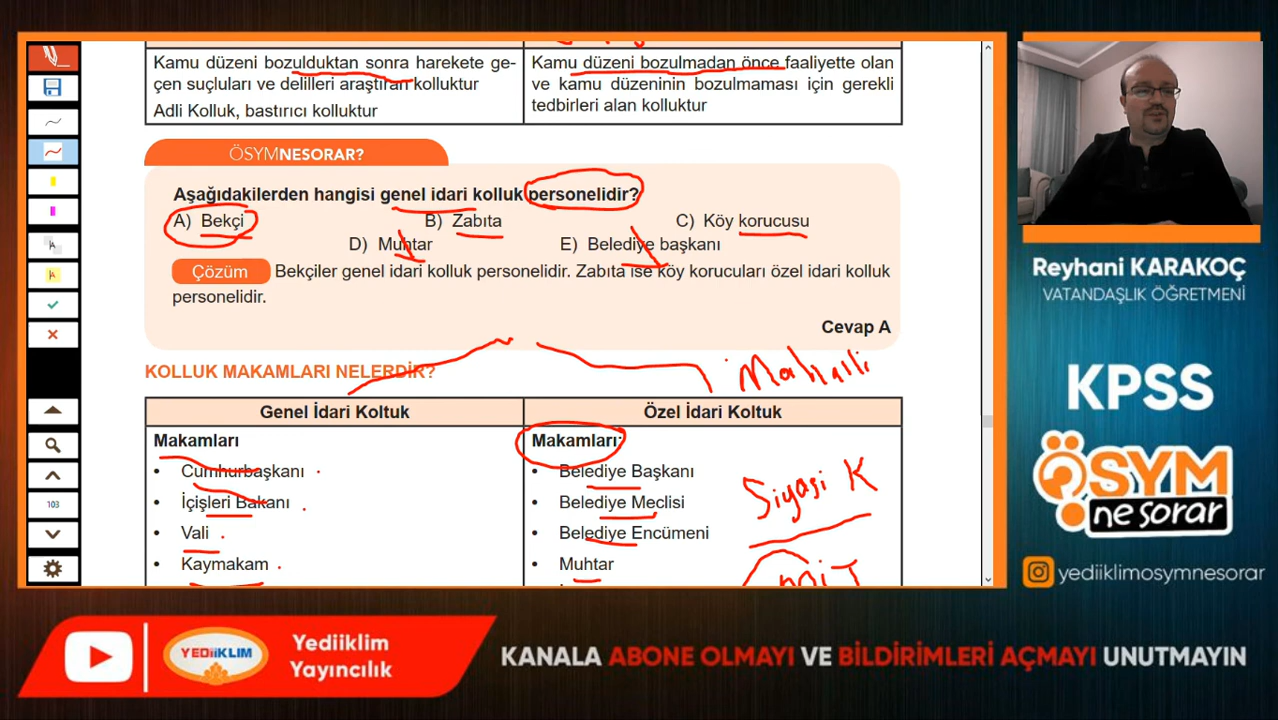 Kamu düzeni bozulduktan sonra harekete ge-
çen suçluları ve delilleri araştıran kolluktur
Adli Kolluk, bastırıcı kolluktur
Kamu düzeni bozulmadan önce faaliyette olan
ve kamu düzeninin bozulmaması için gerekli
tedbirleri alan kolluktur
ÖSYMNESORAR?
Aşağıdakilerden hangisi genel idari kolluk personelidir?
A) Bekçi B) Zabıta C) Köy korucusu
D) Muhtar E) Belediye başkanı
Çözüm Bekçiler genel idari kolluk personelidir. Zabıta ise köy korucuları özel idari kolluk
personelidir.
Cevap A
KOLLUK MAKAMLARI NELERDİR?
Mahalli
Genel İdari Koltuk
Makamları
• Cumhurbaşkanı
• İçişleri Bakanı
• Vali
• Kaymakam
Özel İdari Koltuk
Makamları:
• Belediye Başkanı
• Belediye Meclisi
• Belediye Encümeni
• Muhtar
Siyasi K
103
Reyhani KARAKOÇ
VATANDAŞLIK ÖĞRETMENİ
KPSS
ÖSYM
ne sorar
yediiklimosymnesorar
YEDİİKLİM
Yediiklim
Yayıncılık
KANALA ABONE OLMAYI VE BİLDİRİMLERİ AÇMAYI UNUTMAYIN